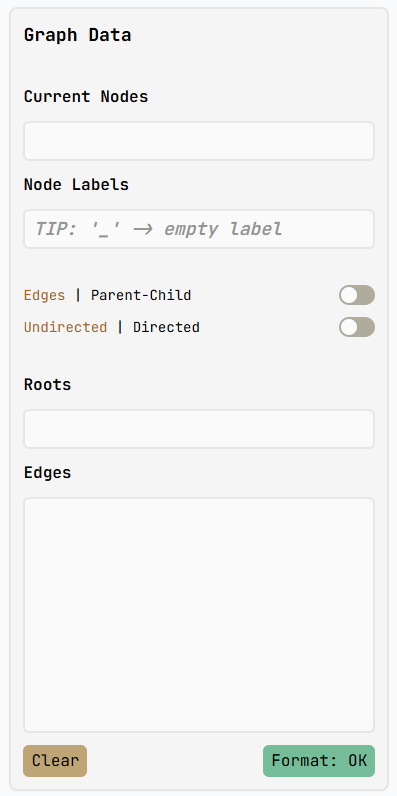 Graph Data
Current Nodes
Node Labels
TIP: '_' -> empty label
Edges | Parent-Child
Undirected | Directed
Roots
Edges
Clear
Format: OK